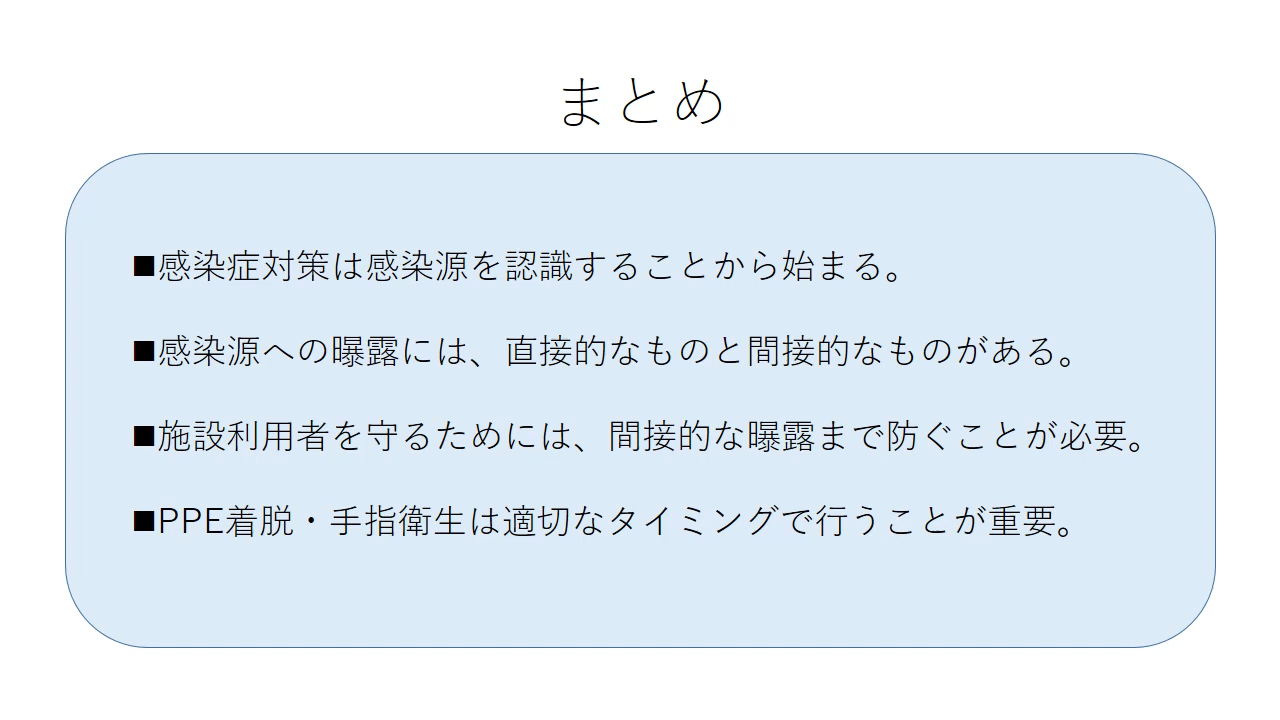 まとめ
■感染症対策は感染源を認識することから始まる。
■感染源への曝露には、直接的なものと間接的なものがある。
■施設利用者を守るためには、間接的な曝露まで防ぐことが必要。
■PPE着脱・手指衛生は適切なタイミングで行うことが重要。